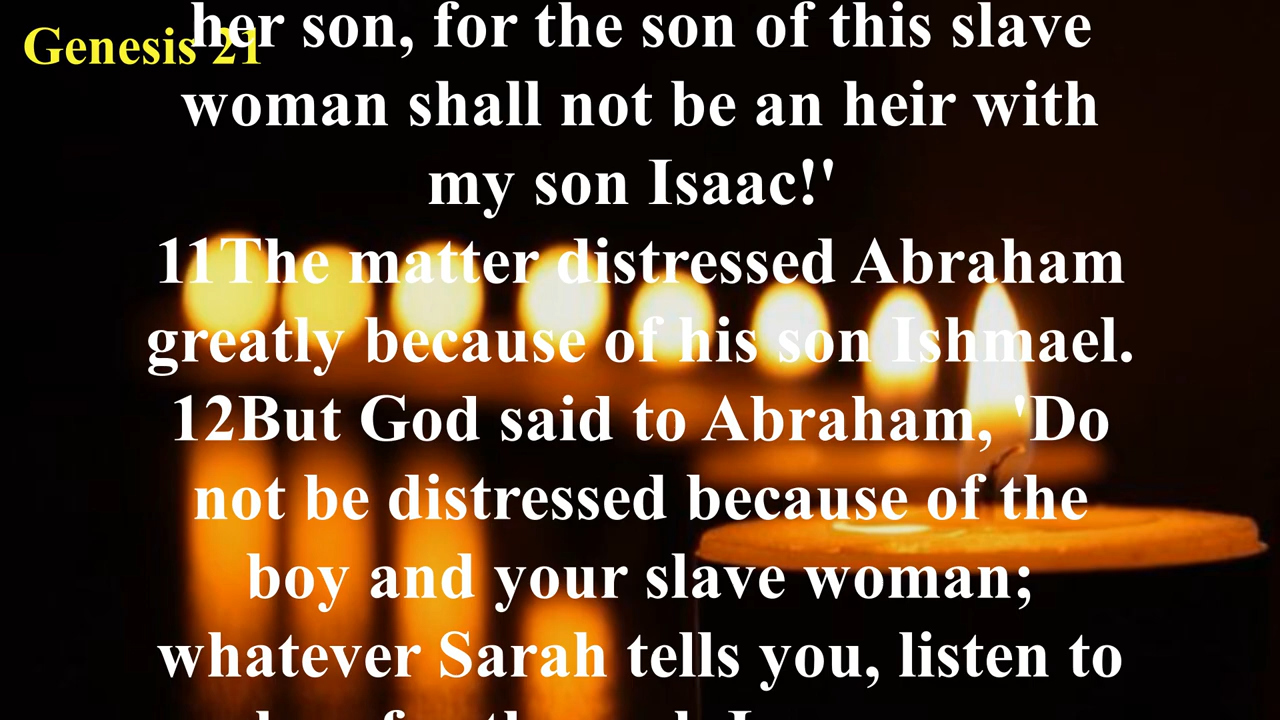 Genesis 21
her son, for the son of this slave
woman shall not be an heir with
my son Isaac!'
11The matter distressed Abraham
greatly because of his son Ishmael.
12But God said to Abraham, 'Do
not be distressed because of the
boy and your slave woman;
whatever Sarah tells you, listen to